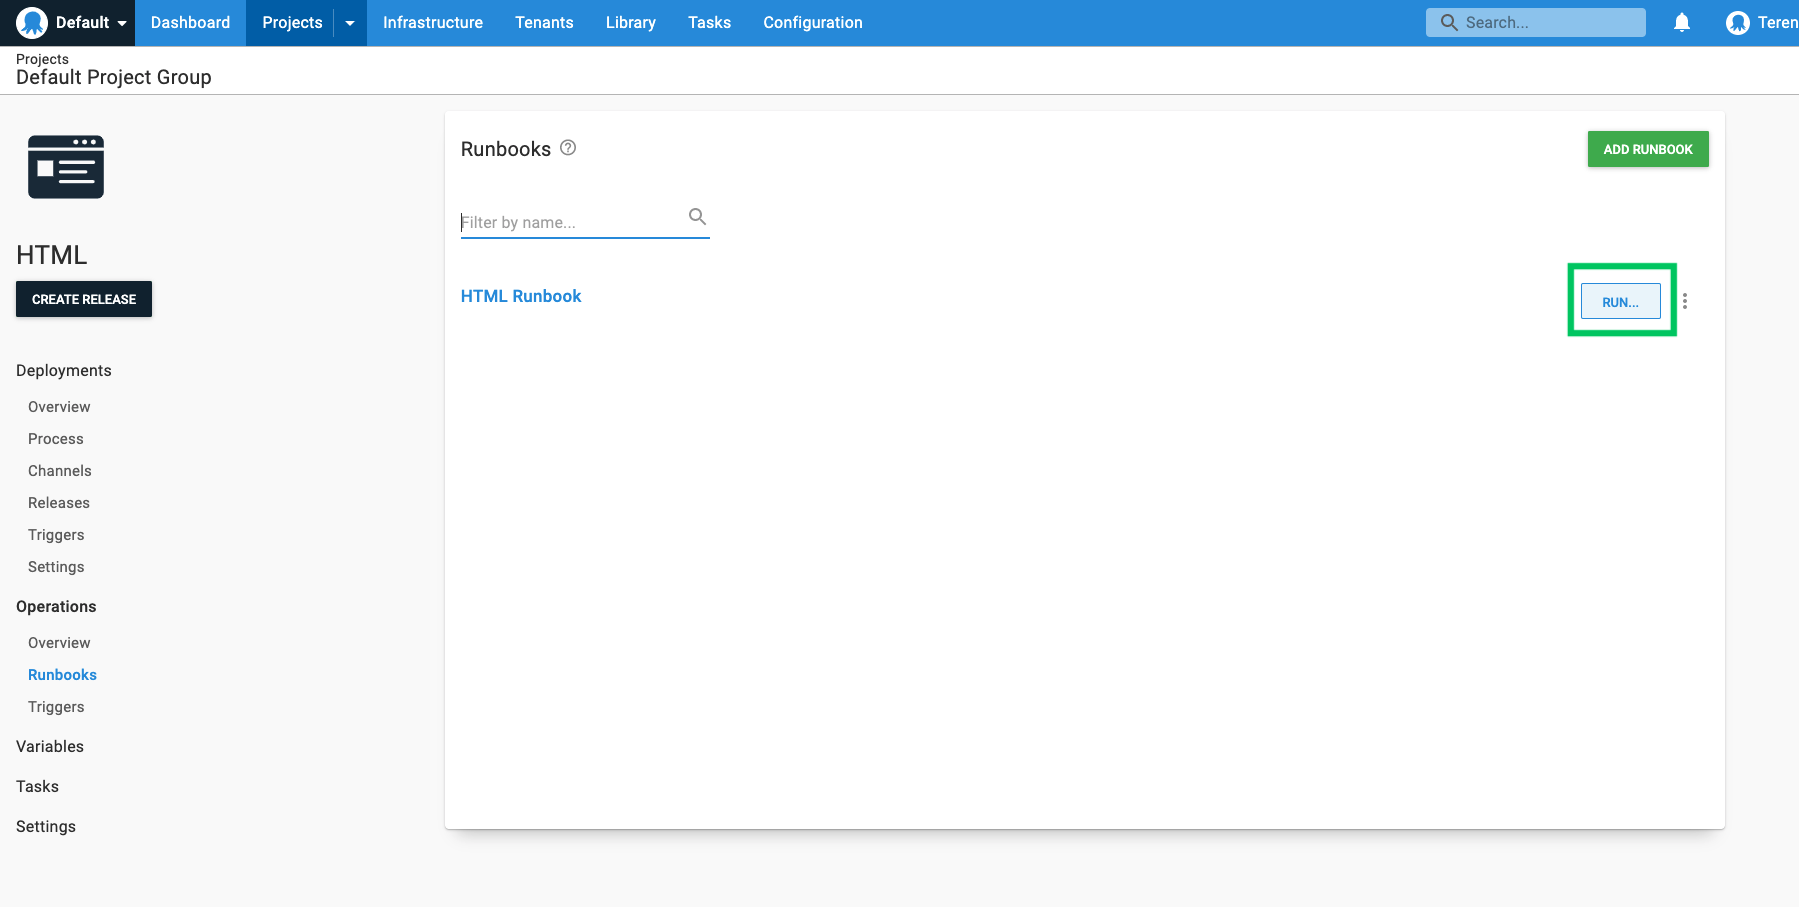 Default Dashboard Projects Infrastructure Tenants Library Tasks Configuration Search... Teren
Projects
Default Project Group
Runbooks ?
ADD RUNBOOK
Filter by name...
HTML
CREATE RELEASE
HTML Runbook
RUN...
Deployments
Overview
Process
Channels
Releases
Triggers
Settings
Operations
Overview
Runbooks
Triggers
Variables
Tasks
Settings